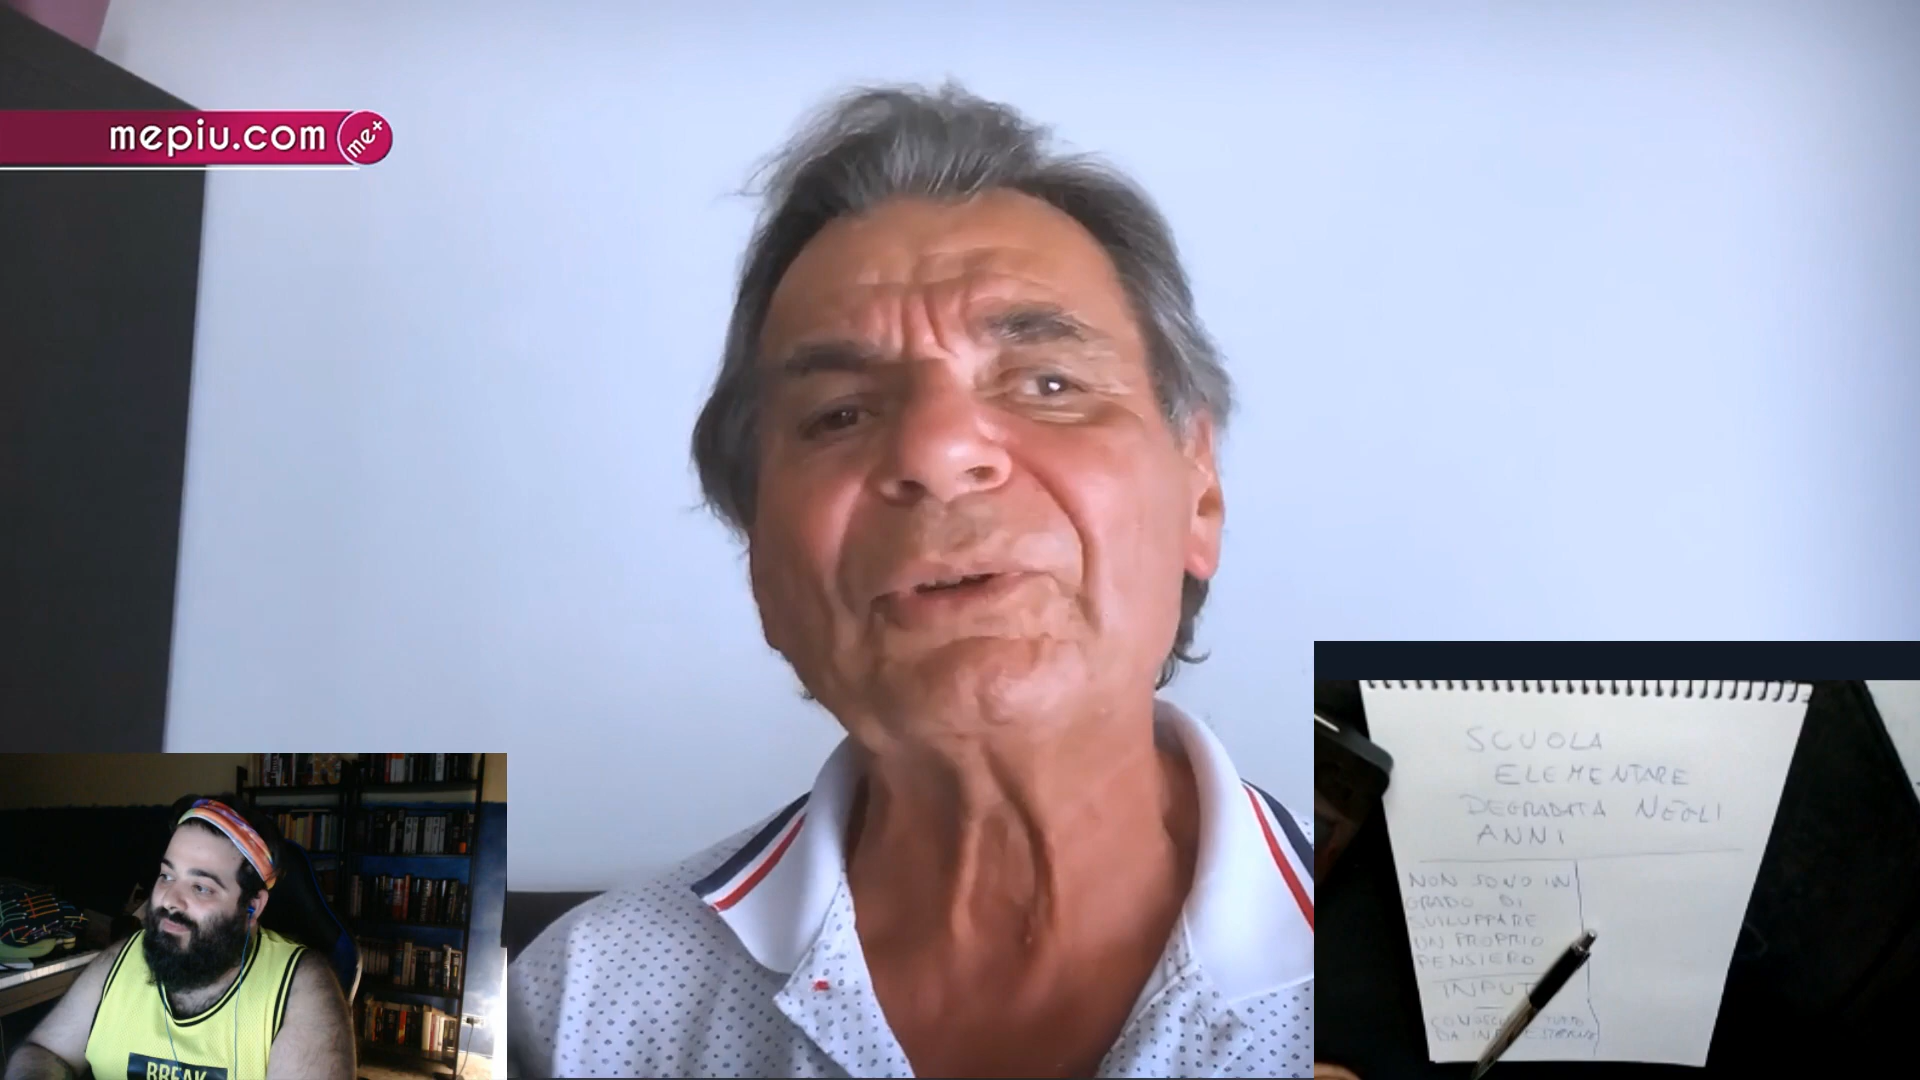 mepiu.com me+
SCUOLA
ELEMENTARE
DEGRADATA NEGLI
ANNI
NON SONO IN
GRADO DI
SVILUPPARE
UN PROPRIO
PENSIERO
INPUT
BREAK